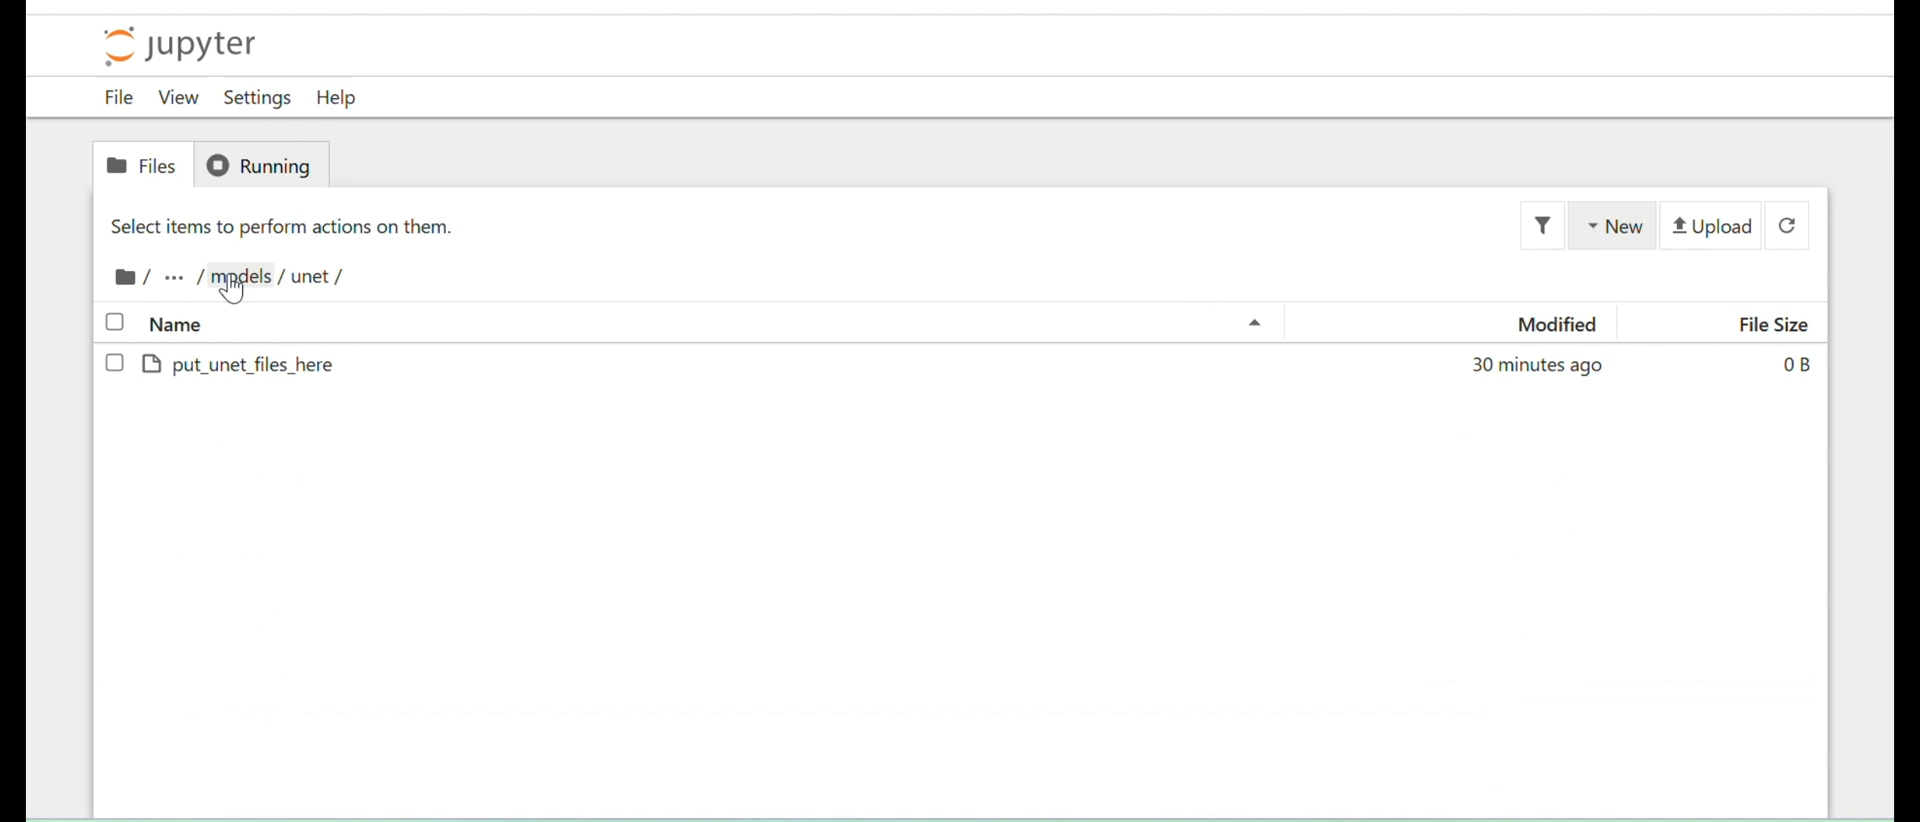 jupyter
File View Settings Help
Files Running
Select items to perform actions on them.
New Upload
/ ... / models / unet /
Name Modified File Size
put_unet_files_here 30 minutes ago 0 B